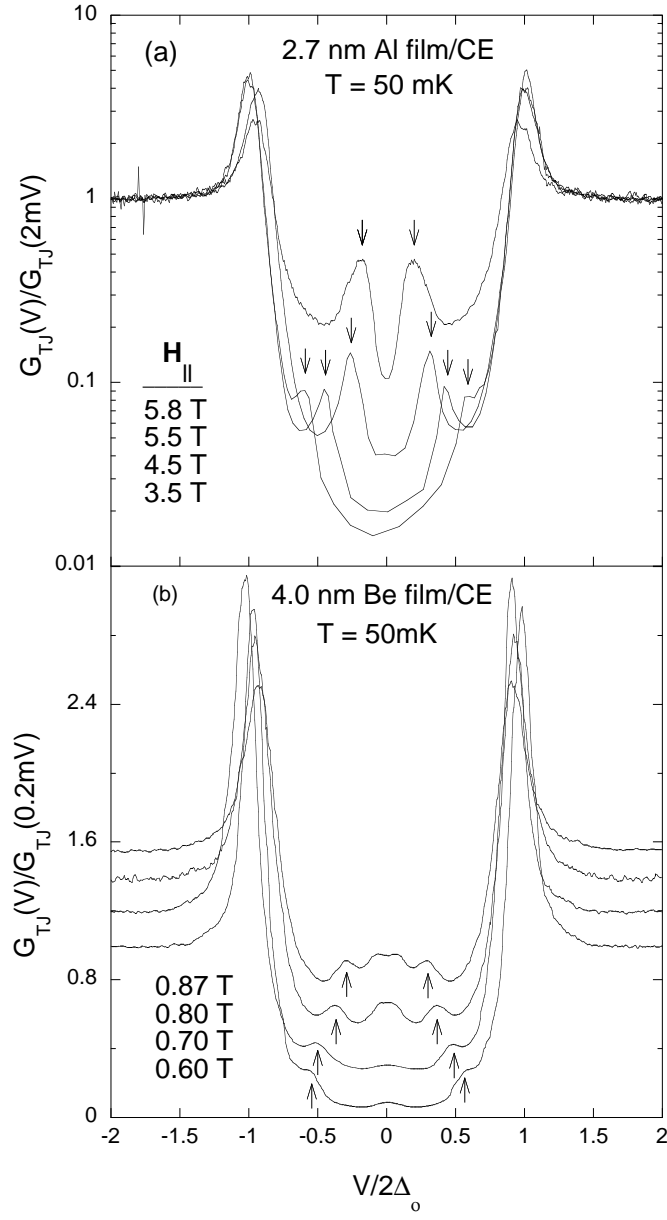 (a)
2.7 nm Al film/CE
T = 50 mK
10
1
0.1
0.01
G_TJ(V)/G_TJ(2mV)
H_||
5.8 T
5.5 T
4.5 T
3.5 T
(b)
4.0 nm Be film/CE
T = 50mK
2.4
1.6
0.8
0
G_TJ(V)/G_TJ(0.2mV)
0.87 T
0.80 T
0.70 T
0.60 T
-2 -1.5 -1 -0.5 0 0.5 1 1.5 2
V/2Δ_o